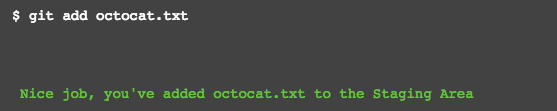 $ git add octocat.txt
Nice job, you've added octocat.txt to the Staging Area